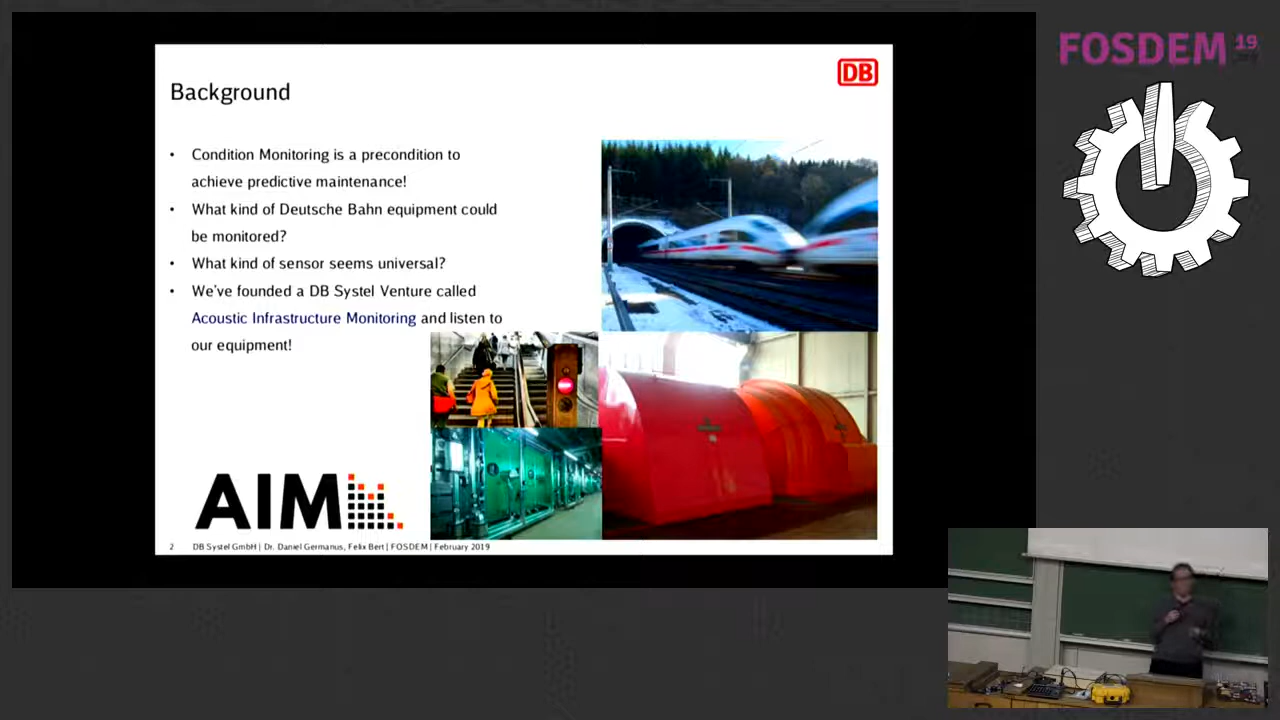 FOSDEM 19
DB
Background
• Condition Monitoring is a precondition to
achieve predictive maintenance!
• What kind of Deutsche Bahn equipment could
be monitored?
• What kind of sensor seems universal?
• We've founded a DB Systel Venture called
Acoustic Infrastructure Monitoring and listen to
our equipment!
AIM
2 DB Systel GmbH | Dr. Daniel Germanus, Felix Bert | FOSDEM | February 2019